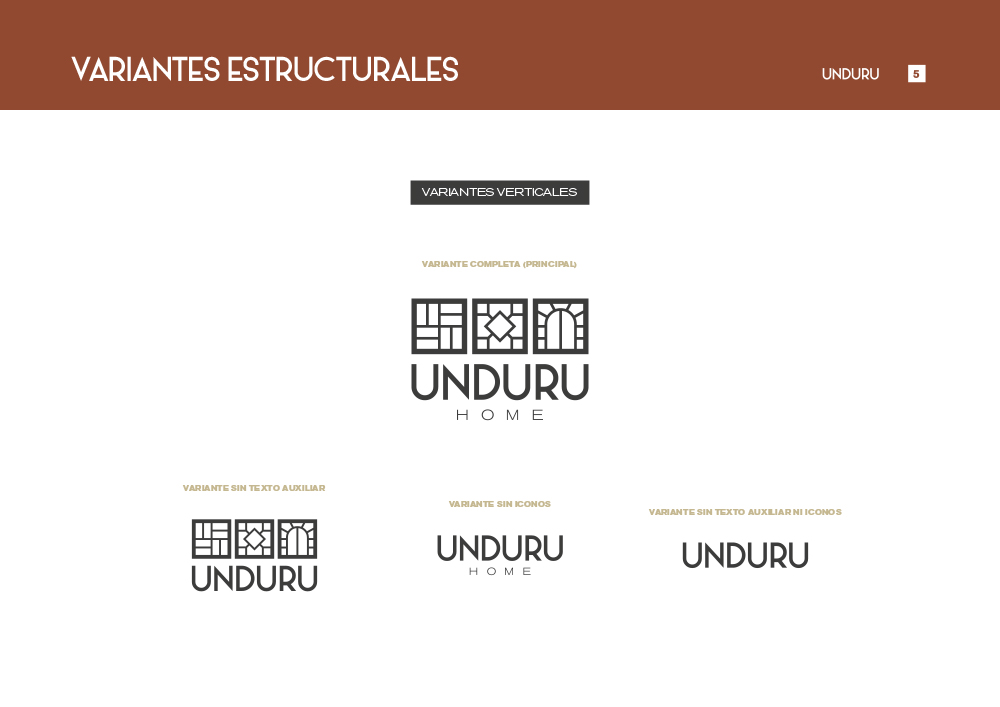 VARIANTES ESTRUCTURALES
UNDURU
5
VARIANTES VERTICALES
VARIANTE COMPLETA (PRINCIPAL)
UNDURU
HOME
VARIANTE SIN TEXTO AUXILIAR
UNDURU
VARIANTE SIN ICONOS
UNDURU
HOME
VARIANTE SIN TEXTO AUXILIAR NI ICONOS
UNDURU